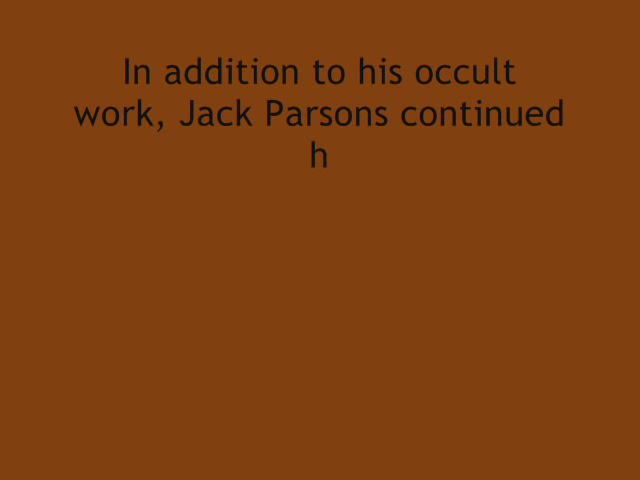 In addition to his occult
work, Jack Parsons continued
h